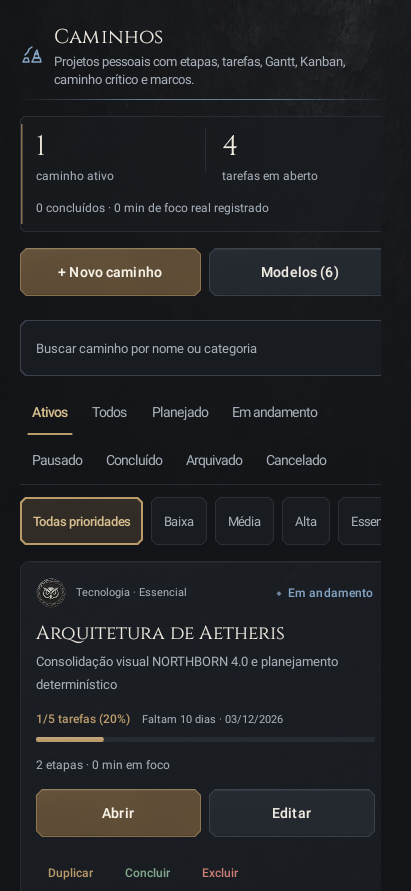 Caminhos
Projetos pessoais com etapas, tarefas, Gantt, Kanban,
caminho crítico e marcos.
1
4
caminho ativo
tarefas em aberto
0 concluídos · 0 min de foco real registrado
+ Novo caminho
Modelos (6)
Buscar caminho por nome ou categoria
Ativos Todos Planejado Em andamento
Pausado Concluído Arquivado Cancelado
Todas prioridades Baixa Média Alta Essen
Tecnologia · Essencial
Em andamento
Arquitetura de Aetheris
Consolidação visual NORTHBORN 4.0 e planejamento
determinístico
1/5 tarefas (20%) Faltam 10 dias · 03/12/2026
2 etapas · 0 min em foco
Abrir
Editar
Duplicar Concluir Excluir